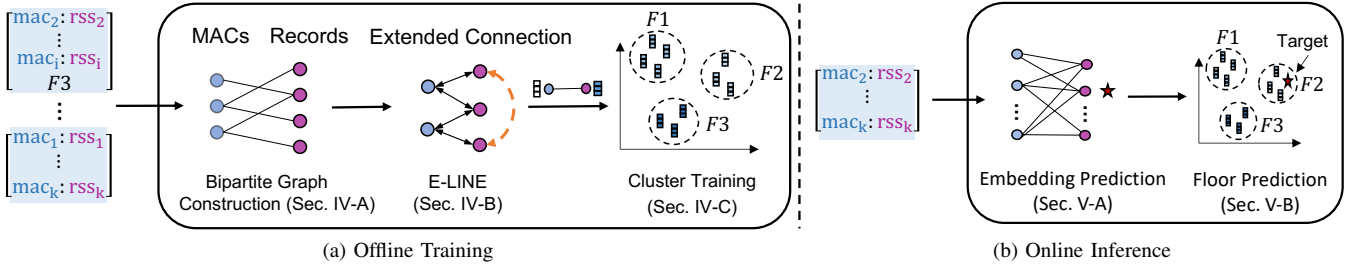 mac₂: rss₂
⋮
macᵢ: rssᵢ
F3
⋮
mac₁: rss₁
⋮
macₖ: rssₖ
MACs Records Extended Connection
F1
F2
F3
Bipartite Graph
Construction (Sec. IV-A)
E-LINE
(Sec. IV-B)
Cluster Training
(Sec. IV-C)
(a) Offline Training
mac₂: rss₂
⋮
macₖ: rssₖ
F1
Target
F2
F3
Embedding Prediction
(Sec. V-A)
Floor Prediction
(Sec. V-B)
(b) Online Inference